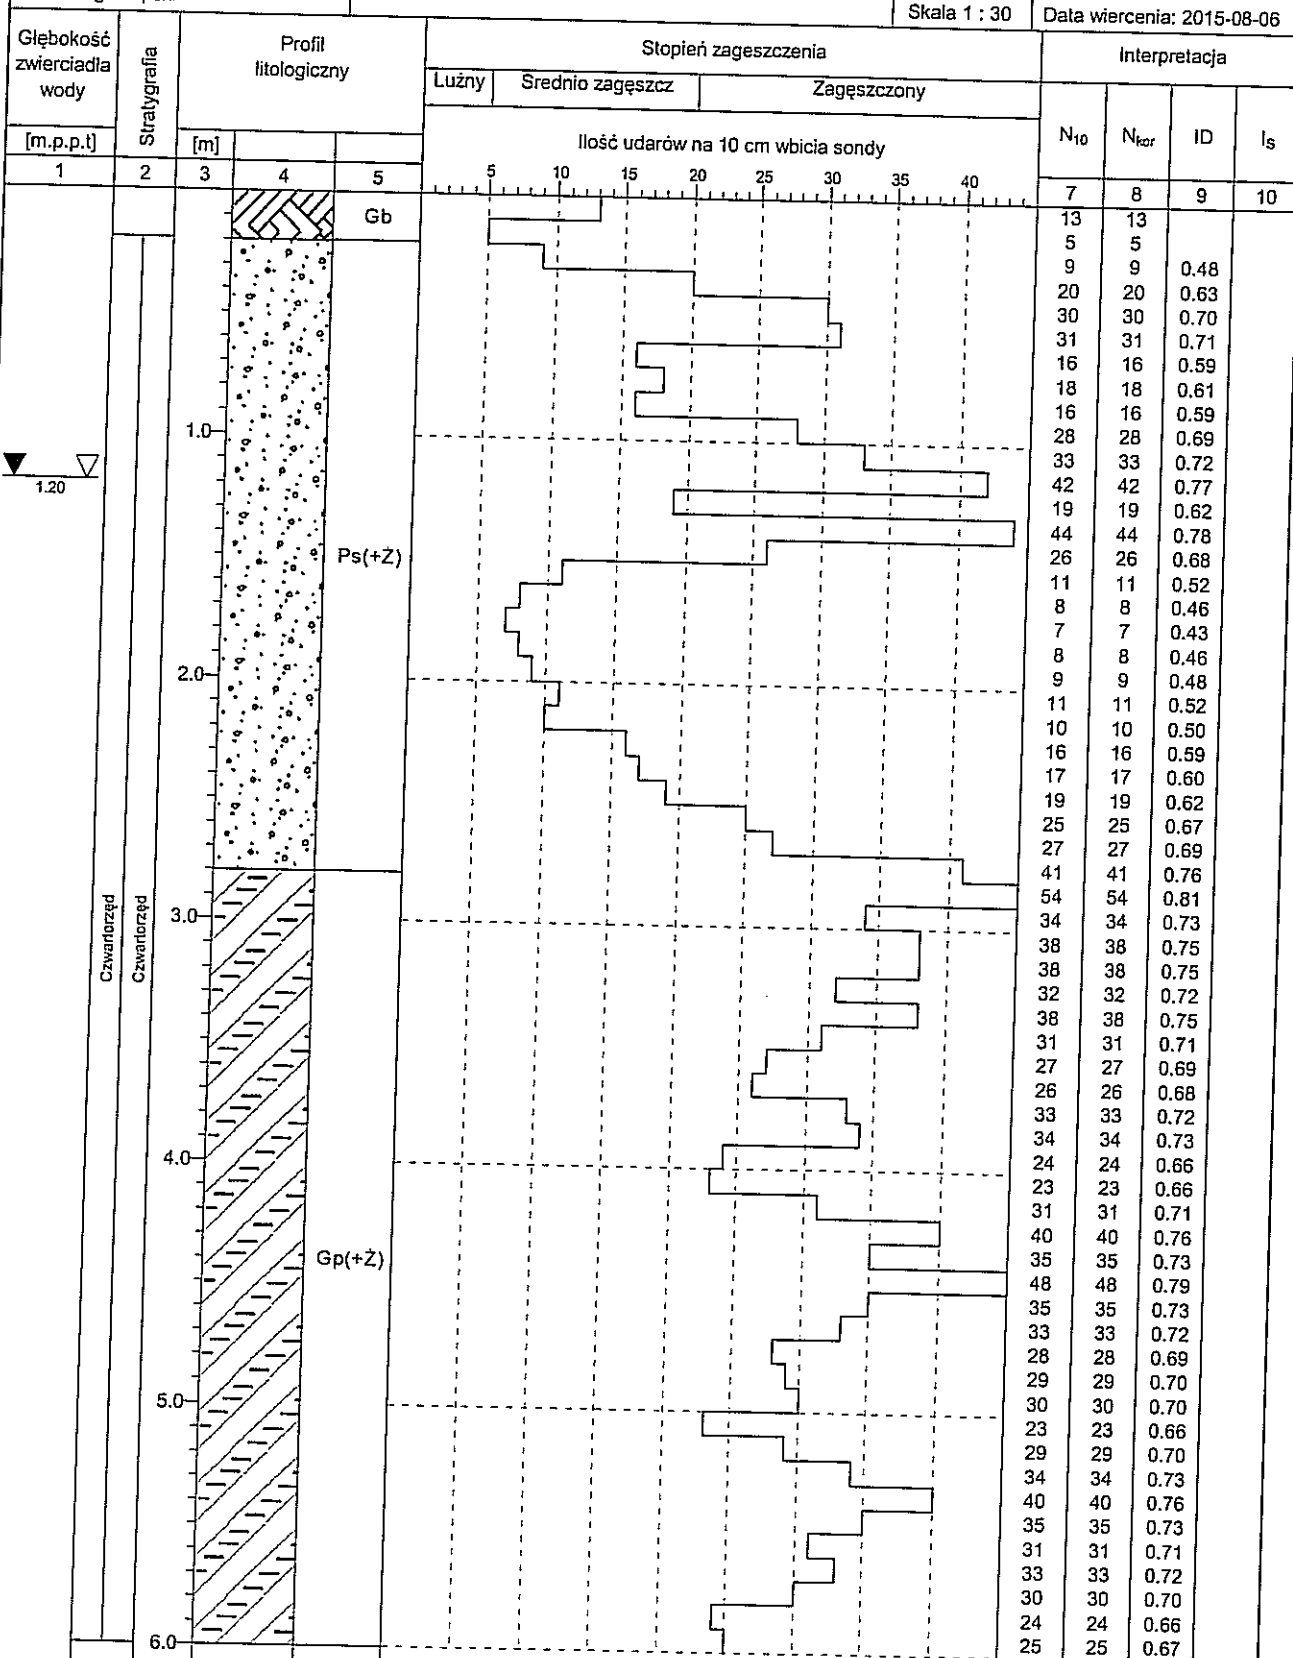 Skala 1 : 30 Data wiercenia: 2015-08-06
Głębokość zwierciadła wody
[m.p.p.t]
Stratygrafia
Profil litologiczny
[m]
Stopień zagęszczenia
Luźny Srednio zagęszcz Zagęszczony
Ilość udarów na 10 cm wbicia sondy
Interpretacja
N10 Nkor ID IS
1 2 3 4 5 7 8 9 10
5 10 15 20 25 30 35 40
Gb
Ps(+Ż)
Gp(+Ż)
1.20
Czwartorzęd
Czwartorzęd
1.0
2.0
3.0
4.0
5.0
6.0
13 13
5 5
9 9 0.48
20 20 0.63
30 30 0.70
31 31 0.71
16 16 0.59
18 18 0.61
16 16 0.59
28 28 0.69
33 33 0.72
42 42 0.77
19 19 0.62
44 44 0.78
26 26 0.68
11 11 0.52
8 8 0.46
7 7 0.43
8 8 0.46
9 9 0.48
11 11 0.52
10 10 0.50
16 16 0.59
17 17 0.60
19 19 0.62
25 25 0.67
27 27 0.69
41 41 0.76
54 54 0.81
34 34 0.73
38 38 0.75
38 38 0.75
32 32 0.72
38 38 0.75
31 31 0.71
27 27 0.69
26 26 0.68
33 33 0.72
34 34 0.73
24 24 0.66
23 23 0.66
31 31 0.71
40 40 0.76
35 35 0.73
48 48 0.79
35 35 0.73
33 33 0.72
28 28 0.69
29 29 0.70
30 30 0.70
23 23 0.66
29 29 0.70
34 34 0.73
40 40 0.76
35 35 0.73
31 31 0.71
33 33 0.72
30 30 0.70
24 24 0.66
25 25 0.67